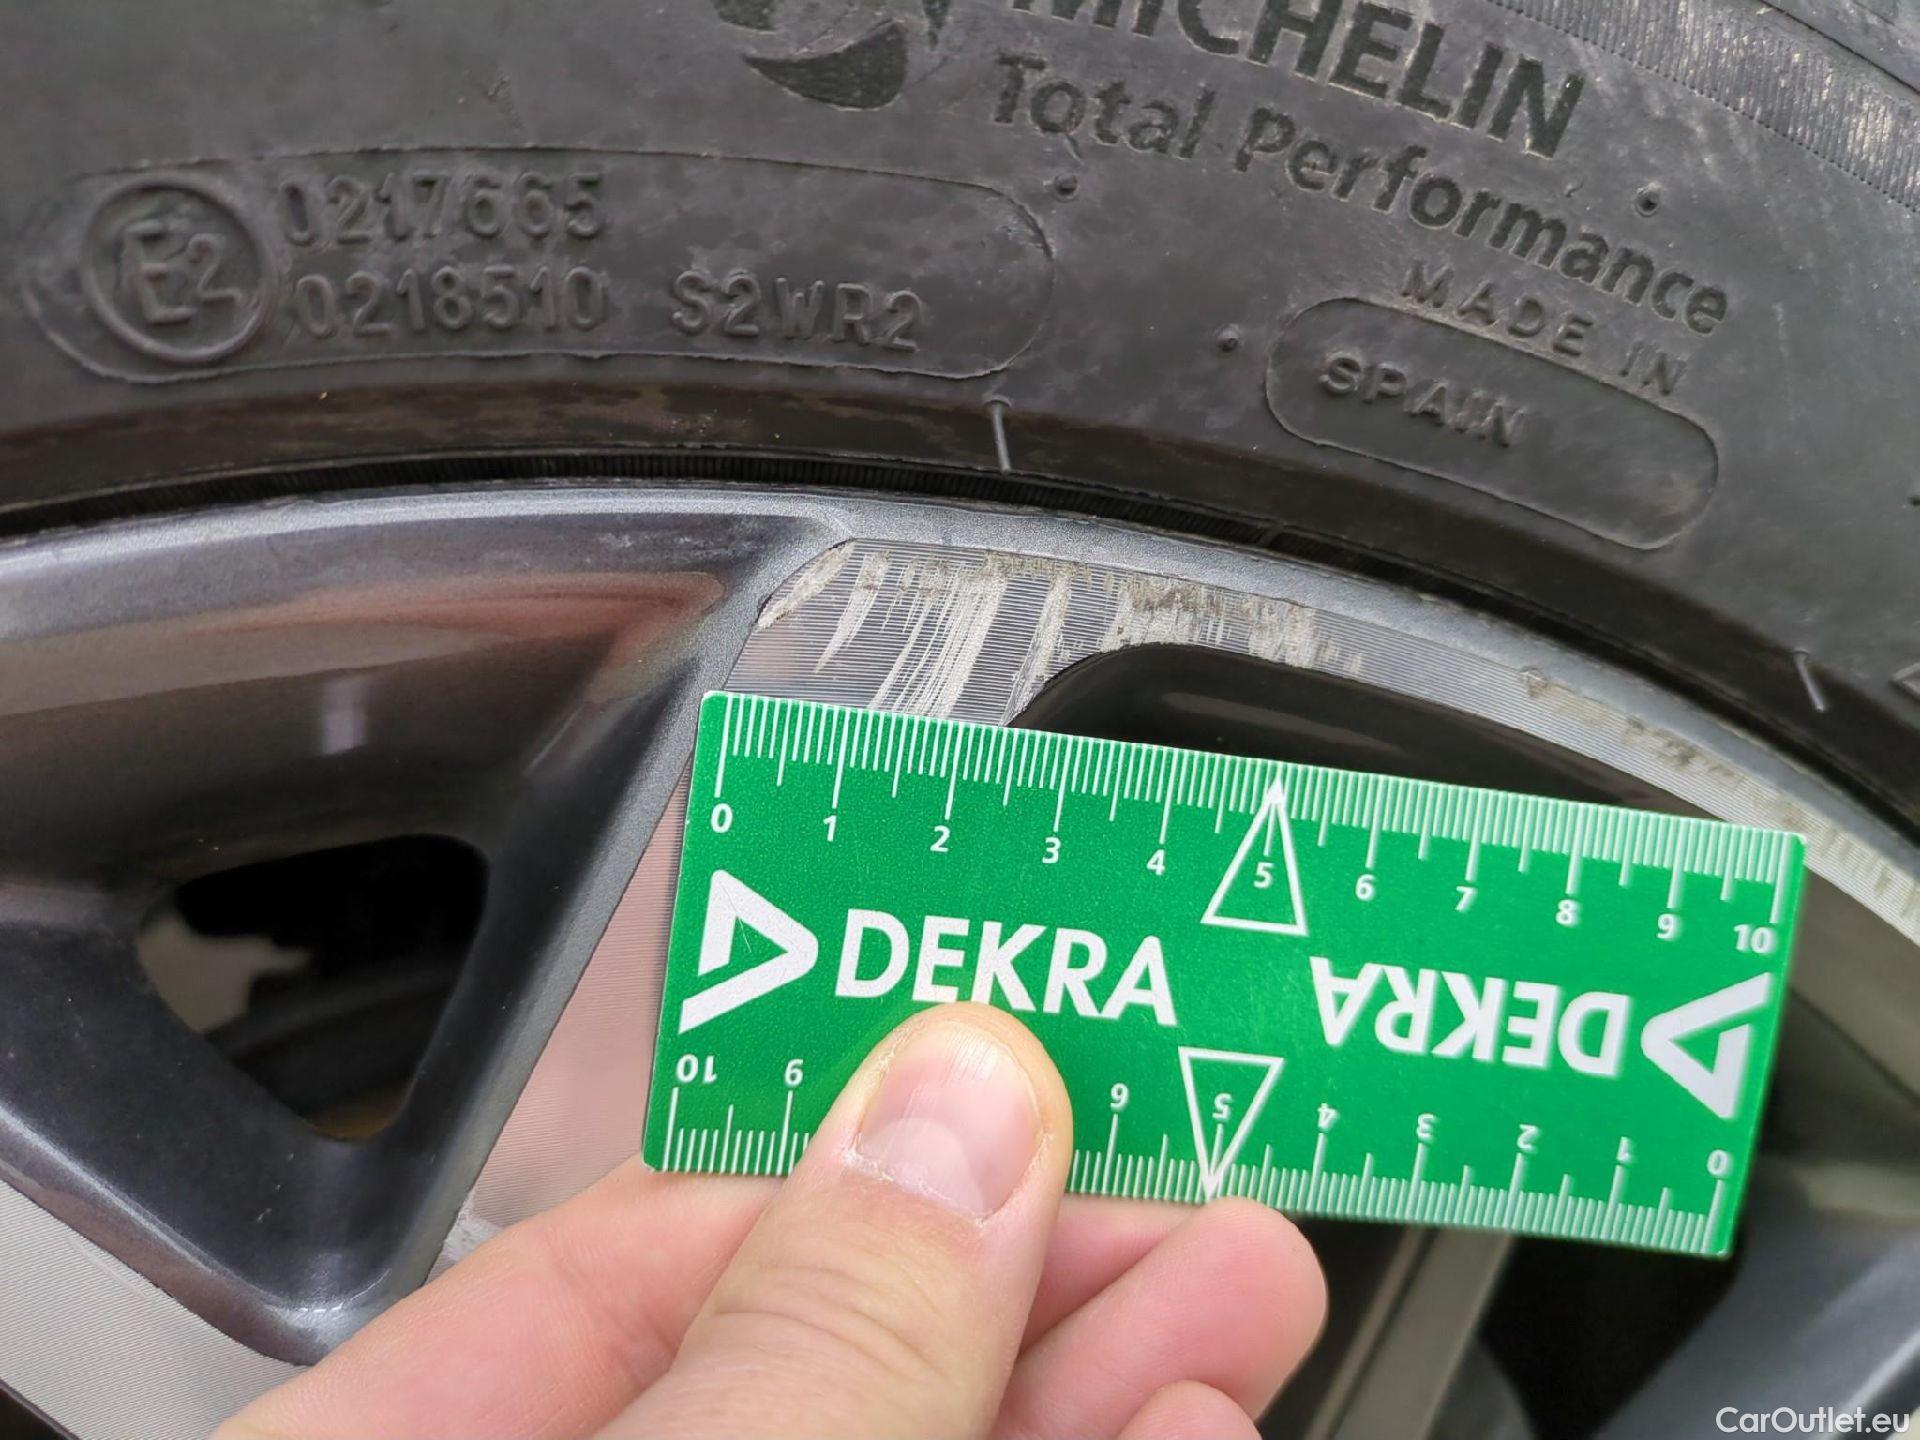 MICHELIN
Total Performance
E2
0217665
0218510 S2WR2
MADE IN
SPAIN
0 1 2 3 4 5 6 7 8 9 10
DEKRA
DEKRA
10 9 6 5 4 3 2 1 0
CarOutlet.eu